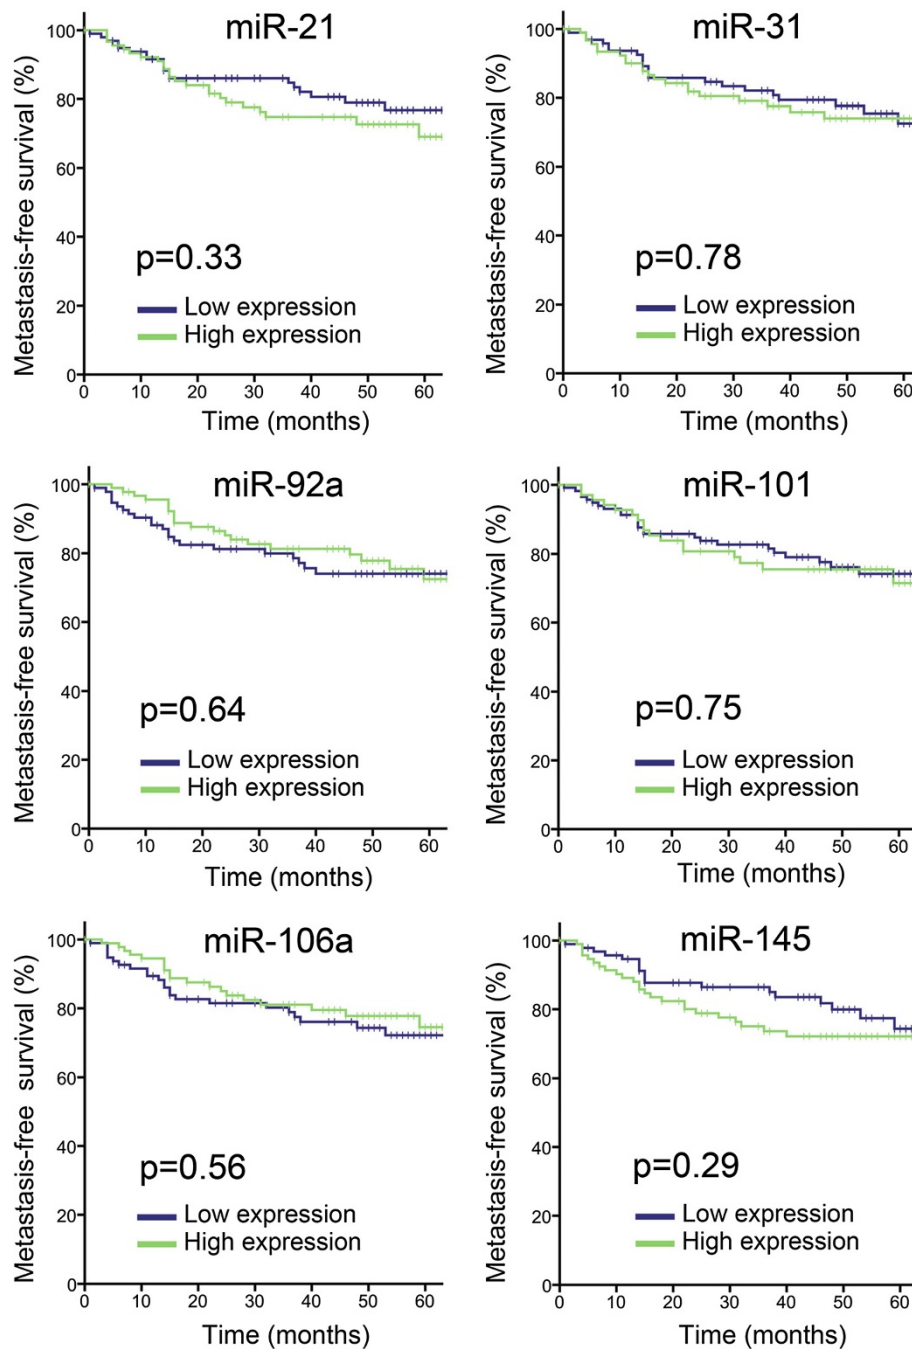 miR-21
Metastasis-free survival (%)
100
80
60
40
20
0
p=0.33
Low expression
High expression
0 10 20 30 40 50 60
Time (months)
miR-31
Metastasis-free survival (%)
100
80
60
40
20
0
p=0.78
Low expression
High expression
0 10 20 30 40 50 60
Time (months)
miR-92a
Metastasis-free survival (%)
100
80
60
40
20
0
p=0.64
Low expression
High expression
0 10 20 30 40 50 60
Time (months)
miR-101
Metastasis-free survival (%)
100
80
60
40
20
0
p=0.75
Low expression
High expression
0 10 20 30 40 50 60
Time (months)
miR-106a
Metastasis-free survival (%)
100
80
60
40
20
0
p=0.56
Low expression
High expression
0 10 20 30 40 50 60
Time (months)
miR-145
Metastasis-free survival (%)
100
80
60
40
20
0
p=0.29
Low expression
High expression
0 10 20 30 40 50 60
Time (months)